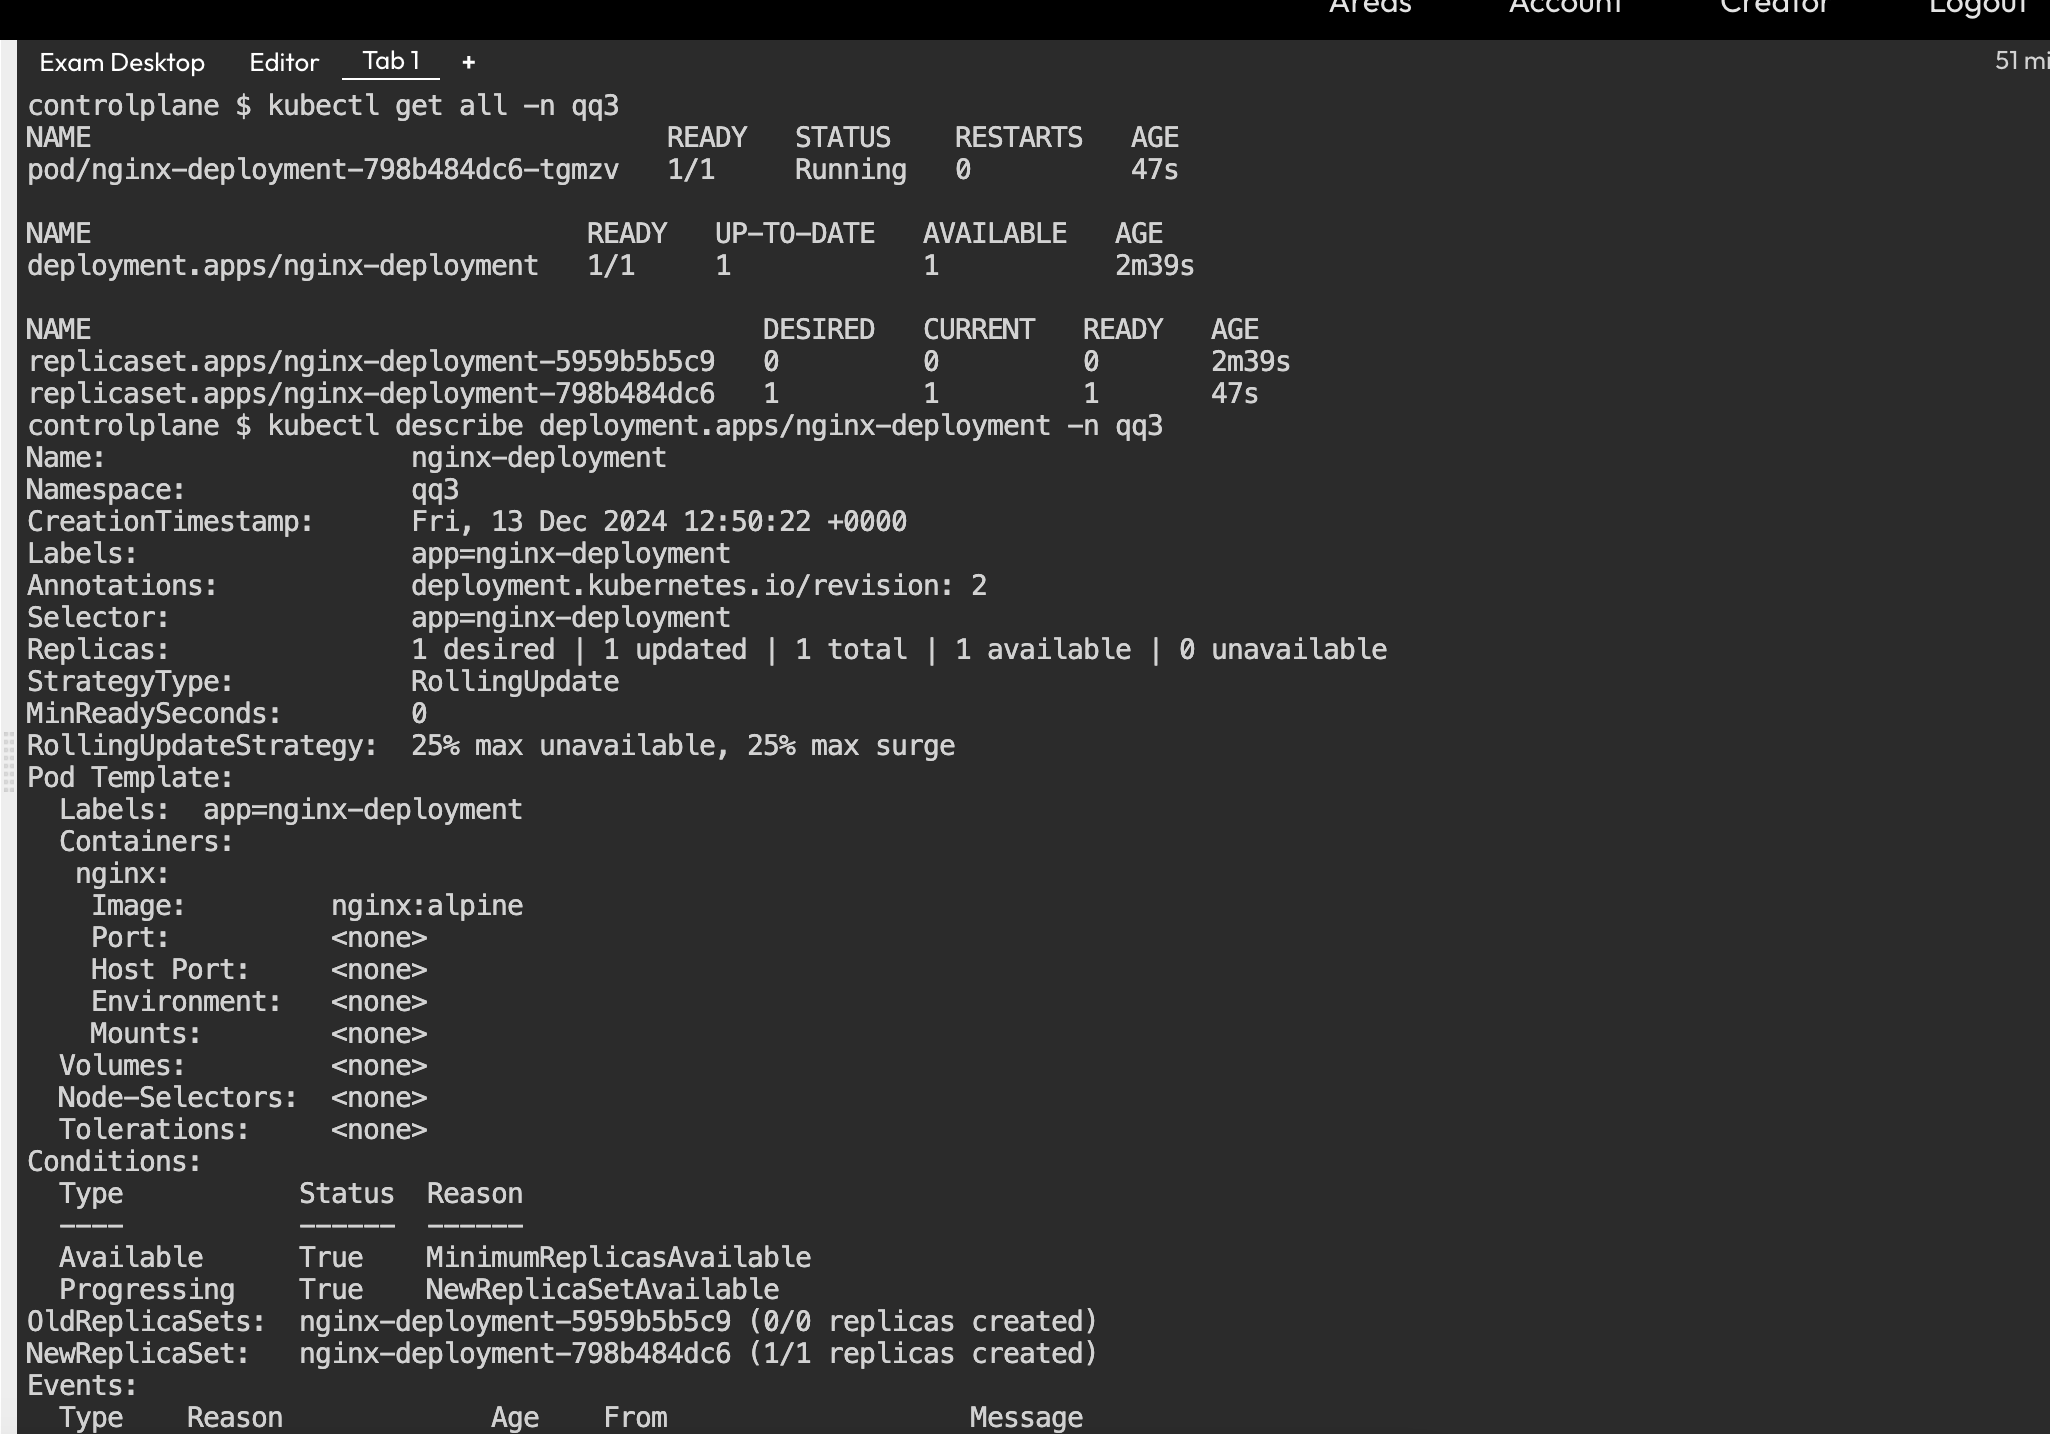 Areas Account Creator Logout
Exam Desktop Editor Tab 1 + 51 mi
controlplane $ kubectl get all -n qq3
NAME READY STATUS RESTARTS AGE
pod/nginx-deployment-798b484dc6-tgmzv 1/1 Running 0 47s
NAME READY UP-TO-DATE AVAILABLE AGE
deployment.apps/nginx-deployment 1/1 1 1 2m39s
NAME DESIRED CURRENT READY AGE
replicaset.apps/nginx-deployment-5959b5b5c9 0 0 0 2m39s
replicaset.apps/nginx-deployment-798b484dc6 1 1 1 47s
controlplane $ kubectl describe deployment.apps/nginx-deployment -n qq3
Name: nginx-deployment
Namespace: qq3
CreationTimestamp: Fri, 13 Dec 2024 12:50:22 +0000
Labels: app=nginx-deployment
Annotations: deployment.kubernetes.io/revision: 2
Selector: app=nginx-deployment
Replicas: 1 desired | 1 updated | 1 total | 1 available | 0 unavailable
StrategyType: RollingUpdate
MinReadySeconds: 0
RollingUpdateStrategy: 25% max unavailable, 25% max surge
Pod Template:
Labels: app=nginx-deployment
Containers:
nginx:
Image: nginx:alpine
Port: <none>
Host Port: <none>
Environment: <none>
Mounts: <none>
Volumes: <none>
Node-Selectors: <none>
Tolerations: <none>
Conditions:
Type Status Reason
---- ------ ------
Available True MinimumReplicasAvailable
Progressing True NewReplicaSetAvailable
OldReplicaSets: nginx-deployment-5959b5b5c9 (0/0 replicas created)
NewReplicaSet: nginx-deployment-798b484dc6 (1/1 replicas created)
Events:
Type Reason Age From Message